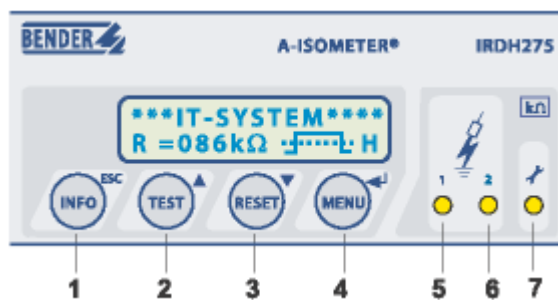 BENDER A-ISOMETER® IRDH275
***IT-SYSTEM****
R =086kΩ H
kΩ
ESC
INFO TEST RESET MENU
1 2
1 2 3 4 5 6 7